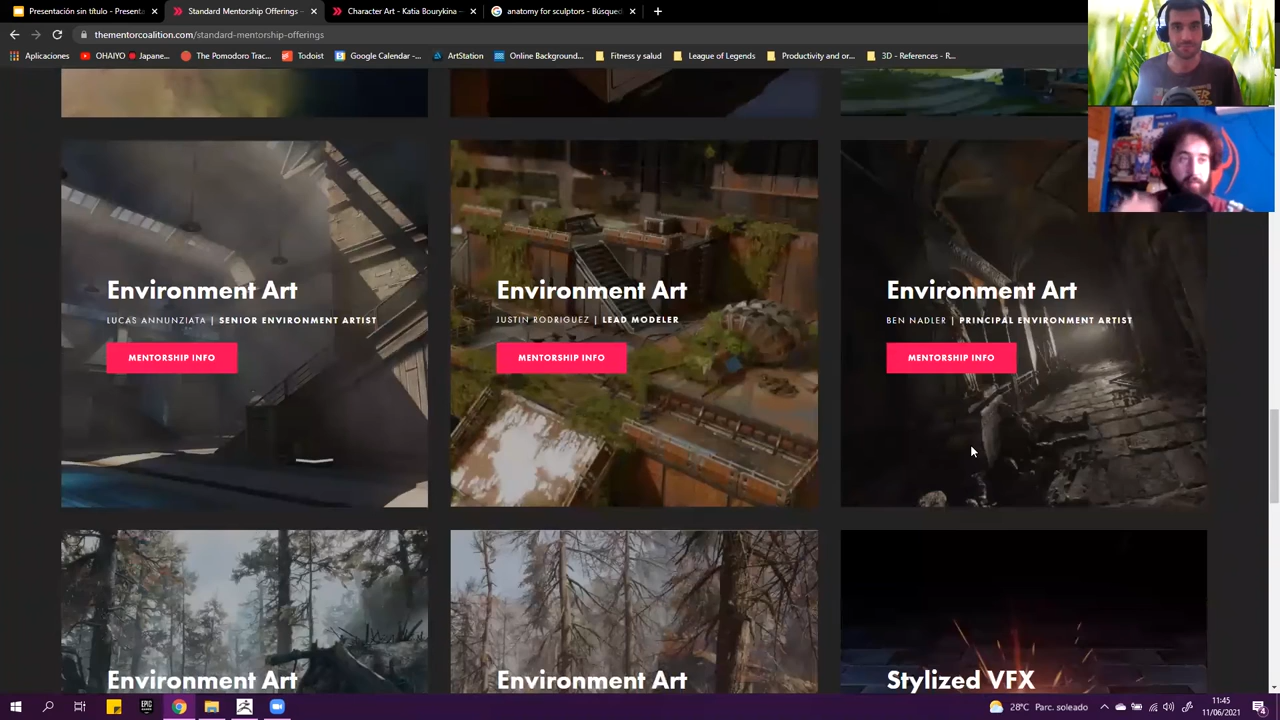 Presentación sin título - Presenta
Standard Mentorship Offerings –
Character Art - Katia Bourykina –
anatomy for sculptors - Búsqued
thementorcoalition.com/standard-mentorship-offerings
Aplicaciones
OHAIYO Japane...
The Pomodoro Trac...
Todoist
Google Calendar -...
ArtStation
Online Background...
Fitness y salud
League of Legends
Productivity and or...
3D - References - R...
Environment Art
LUCAS ANNUNZIATA | SENIOR ENVIRONMENT ARTIST
MENTORSHIP INFO
Environment Art
JUSTIN RODRIGUEZ | LEAD MODELER
MENTORSHIP INFO
Environment Art
BEN NADLER | PRINCIPAL ENVIRONMENT ARTIST
MENTORSHIP INFO
Environment Art
Environment Art
Stylized VFX
28°C Parc. soleado
11:45
11/06/2021